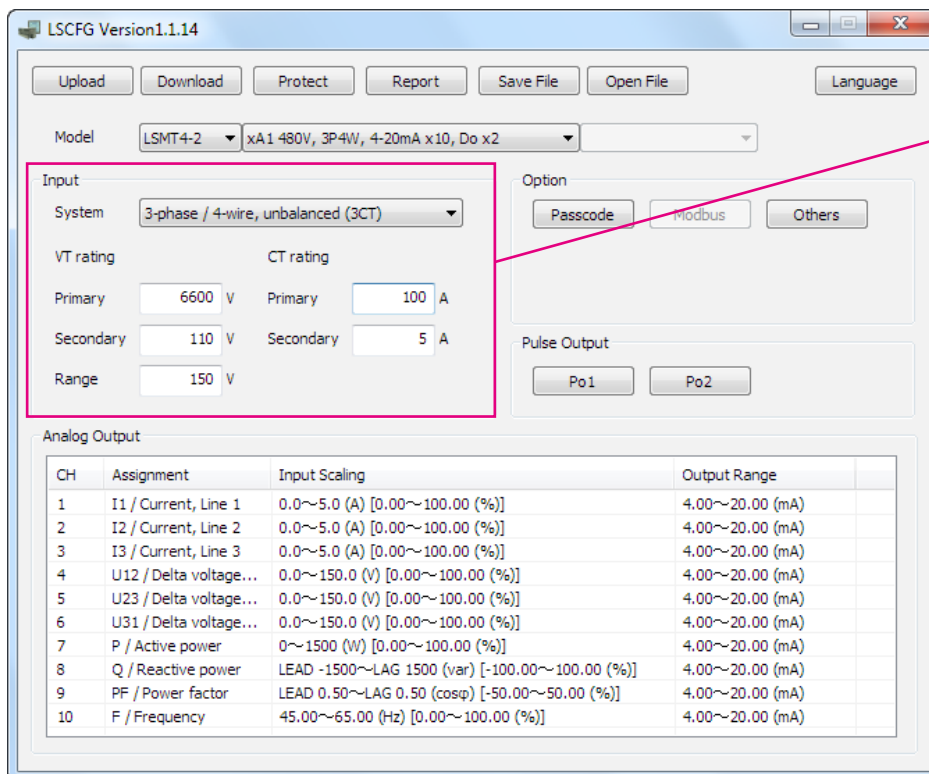 LSCFG Version1.1.14
Upload Download Protect Report Save File Open File Language
Model LSMT4-2 xA1 480V, 3P4W, 4-20mA x10, Do x2
Input
System 3-phase / 4-wire, unbalanced (3CT)
VT rating CT rating
Primary 6600 V Primary 100 A
Secondary 110 V Secondary 5 A
Range 150 V
Option
Passcode Modbus Others
Pulse Output
Po1 Po2
Analog Output
CH Assignment Input Scaling Output Range
1 I1 / Current, Line 1 0.0~5.0 (A) [0.00~100.00 (%)] 4.00~20.00 (mA)
2 I2 / Current, Line 2 0.0~5.0 (A) [0.00~100.00 (%)] 4.00~20.00 (mA)
3 I3 / Current, Line 3 0.0~5.0 (A) [0.00~100.00 (%)] 4.00~20.00 (mA)
4 U12 / Delta voltage... 0.0~150.0 (V) [0.00~100.00 (%)] 4.00~20.00 (mA)
5 U23 / Delta voltage... 0.0~150.0 (V) [0.00~100.00 (%)] 4.00~20.00 (mA)
6 U31 / Delta voltage... 0.0~150.0 (V) [0.00~100.00 (%)] 4.00~20.00 (mA)
7 P / Active power 0~1500 (W) [0.00~100.00 (%)] 4.00~20.00 (mA)
8 Q / Reactive power LEAD -1500~LAG 1500 (var) [-100.00~100.00 (%)] 4.00~20.00 (mA)
9 PF / Power factor LEAD 0.50~LAG 0.50 (cosφ) [-50.00~50.00 (%)] 4.00~20.00 (mA)
10 F / Frequency 45.00~65.00 (Hz) [0.00~100.00 (%)] 4.00~20.00 (mA)